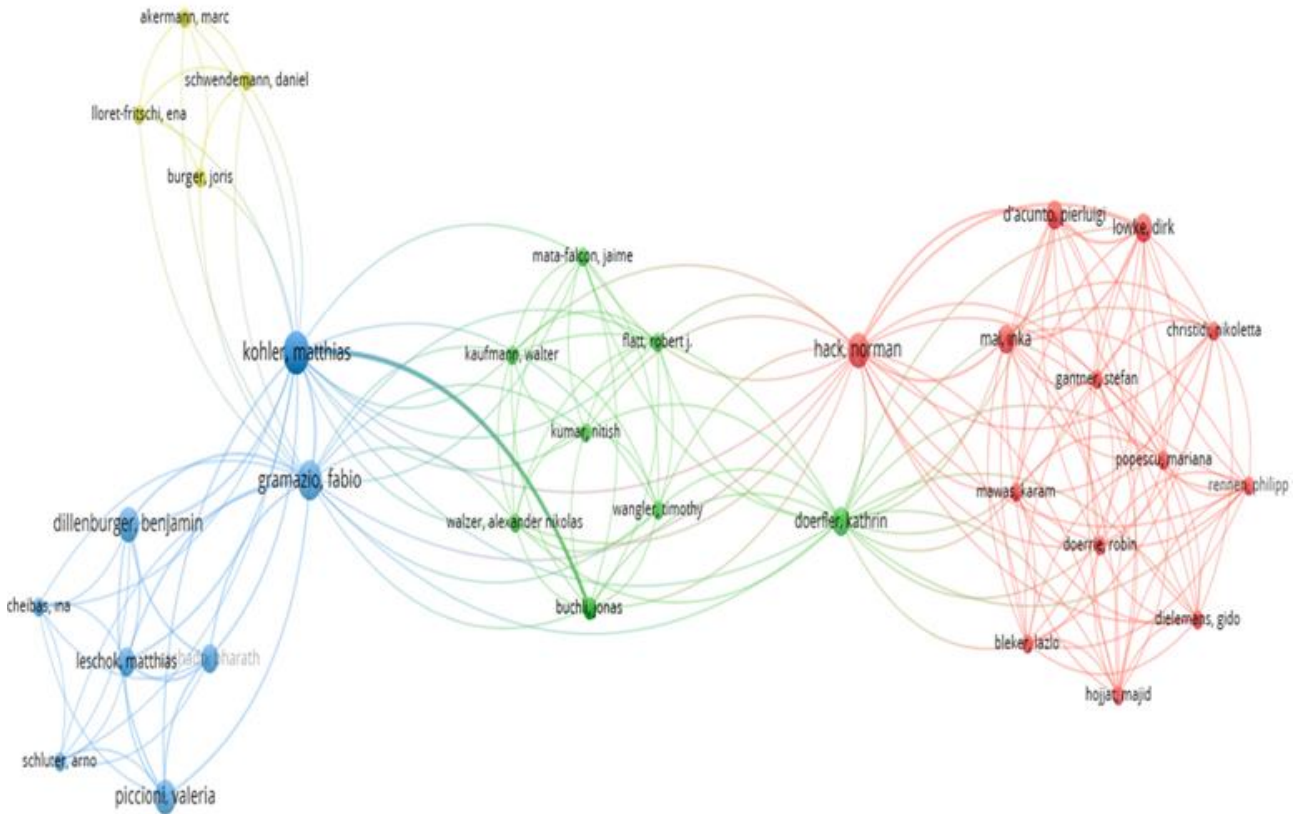 akermann, marc
schwendemann, daniel
lloret-fritschi, ena
burger, joris
kohler, matthias
gramazio, fabio
dillenburger, benjamin
cheibas, ina
leschok, matthias
bharath
schluter, arno
piccioni, valeria
mata-falcon, jaime
kaufmann, walter
flatt, robert j.
kumar, nitish
walzer, alexander nikolas
wangler, timothy
buchli, jonas
doerfler, kathrin
hack, norman
d'acunto, pierluigi
lowke, dirk
mai, inka
christidi, nikoletta
gantner, stefan
popescu, mariana
rennen, philipp
mawas, karam
doerrie, robin
dielemans, gido
bleker, lazlo
hojjat, majid